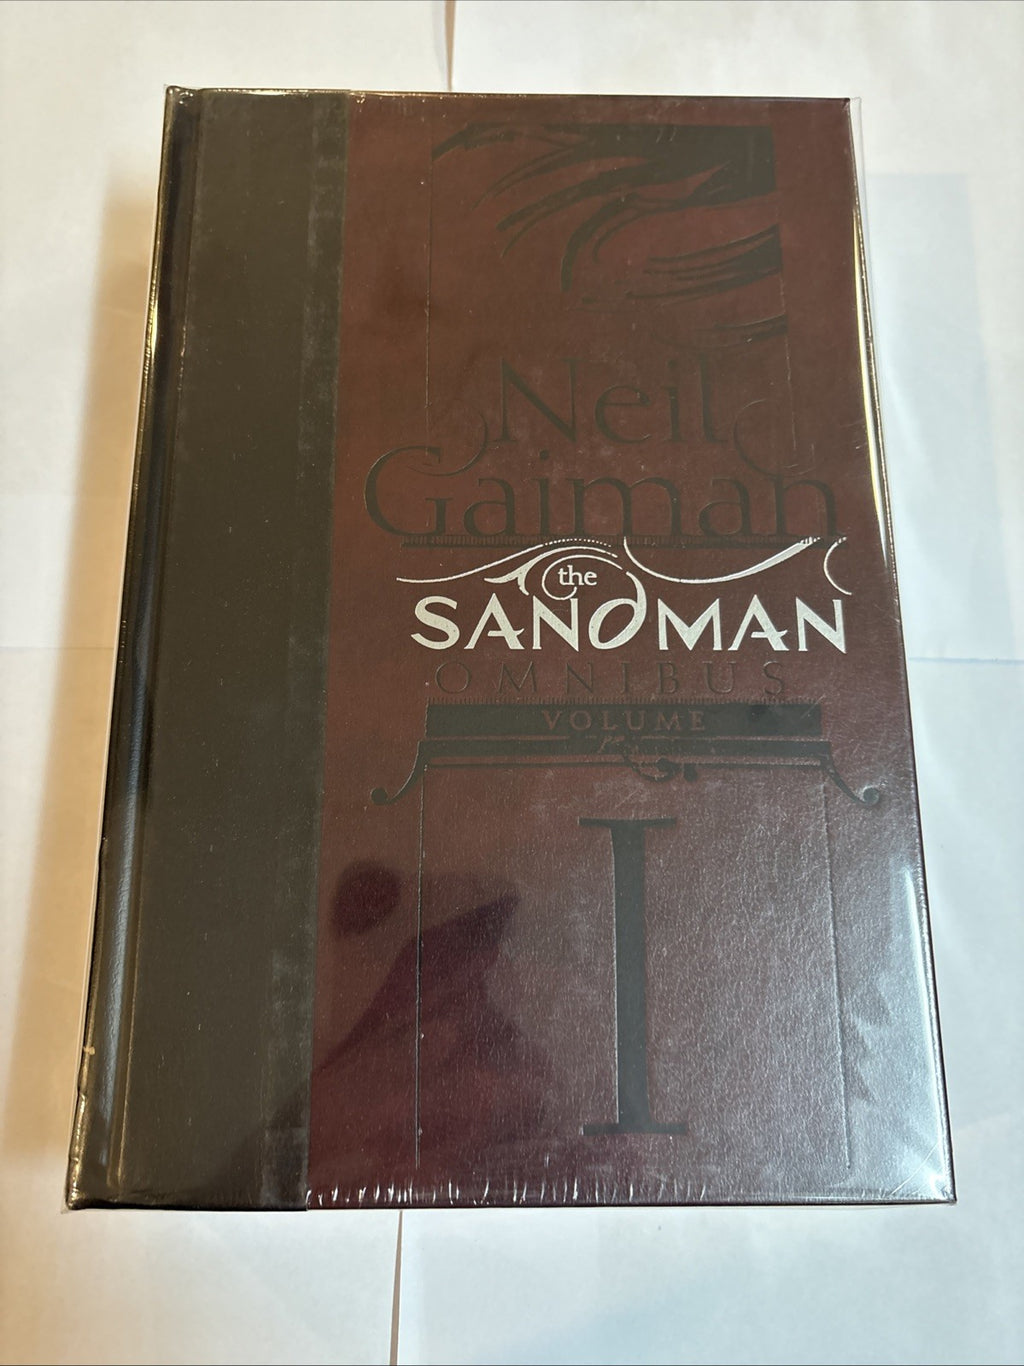 Neil
Gaiman
the
SANDMAN
OMNIBUS
VOLUME
I